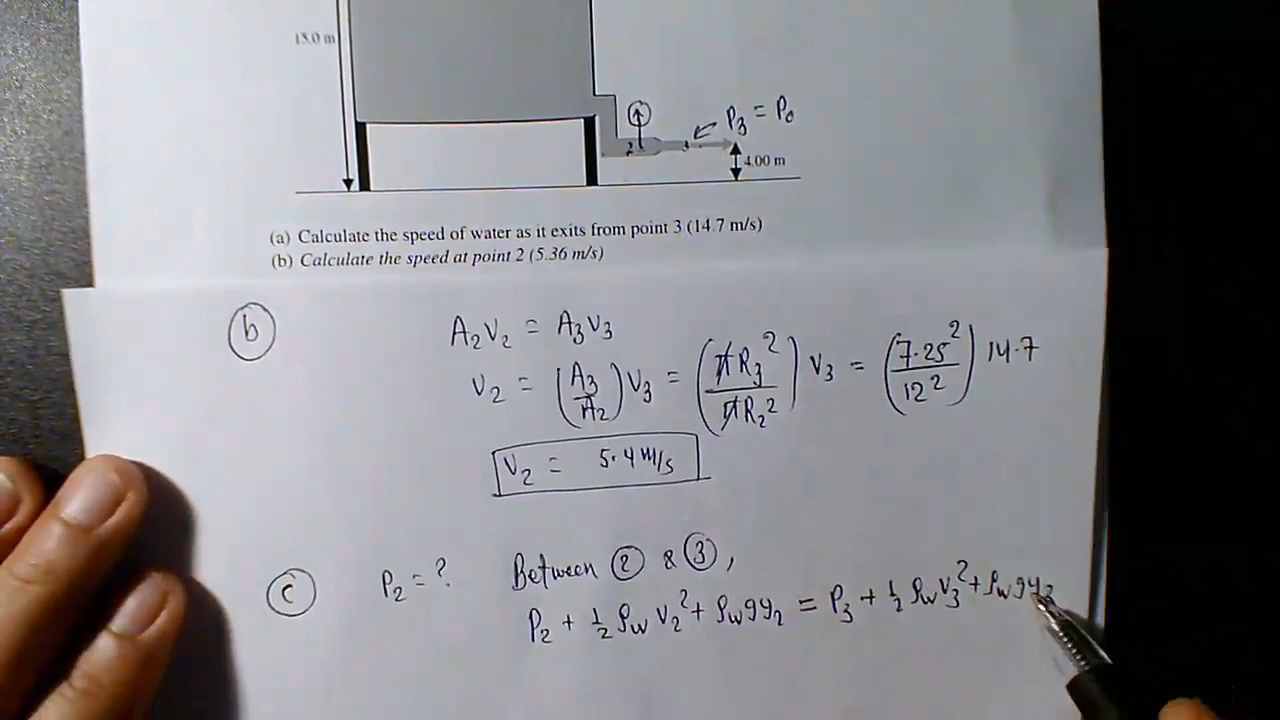 15.0 m
P₃ = P₀
2
3
4.00 m
(a) Calculate the speed of water as it exits from point 3 (14.7 m/s)
(b) Calculate the speed at point 2 (5.36 m/s)
b
A₂V₂ = A₃V₃
V₂ = (A₃/A₂) V₃ = (πR₃²/πR₂²) V₃ = (7.25²/12²) 14.7
V₂ = 5.4 m/s
c P₂ = ? Between ② & ③,
P₂ + ½ ρw V₂² + ρw g y₂ = P₃ + ½ ρw V₃² + ρw g y₃